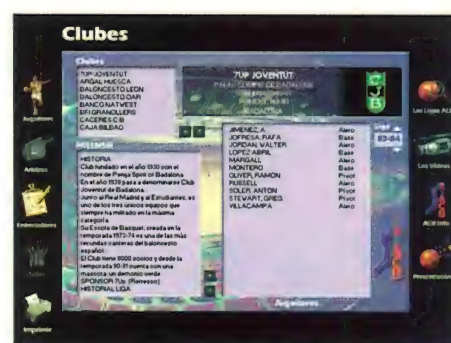 Clubes
Clubes
7UP JOVENTUT
ARGAL HUESCA
BALONCESTO LEON
BALONCESTO OAR
BANCO NATWEST
BFI GRANOLLERS
CACERES C.B
CAJA BILBAO
7UP JOVENTUT
C
J
B
Historia
HISTORIA
Club fundado en el año 1930 con el
nombre de Penya Spirit of Badalona.
En el año 1939 pasa a denominarse Club
Joventut de Badalona.
Junto al Real Madrid y al Estudiantes, es
uno de los tres únicos equipos que
siempre ha militado en la máxima
categoría.
Su Escola de Basquet, creada en la
temporada 1973-74 es una de las más
fecundas canteras del baloncesto
español.
El Club tiene 8000 socios y desde la
temporada 90-91 cuenta con una
mascota: un demonio verde
SPONSOR: 7Up (Refresco)
HISTORIAL LIGA
83-84
JIMENEZ, A Alero
JOFRESA, RAFA Base
JORDAN, WALTER Alero
LOPEZ ABRIL Base
MARGALL Alero
MONTERO Base
OLIVER, RAMON Pivot
RUSSELL Alero
SOLER, ANTON Pivot
STEWART, GREG Pivot
VILLACAMPA Alero
Jugadores
Jugadores
Arbitros
Entrenadores
Imprimir
Las Ligas ACB
Los Videos
ACB Info
Presentación